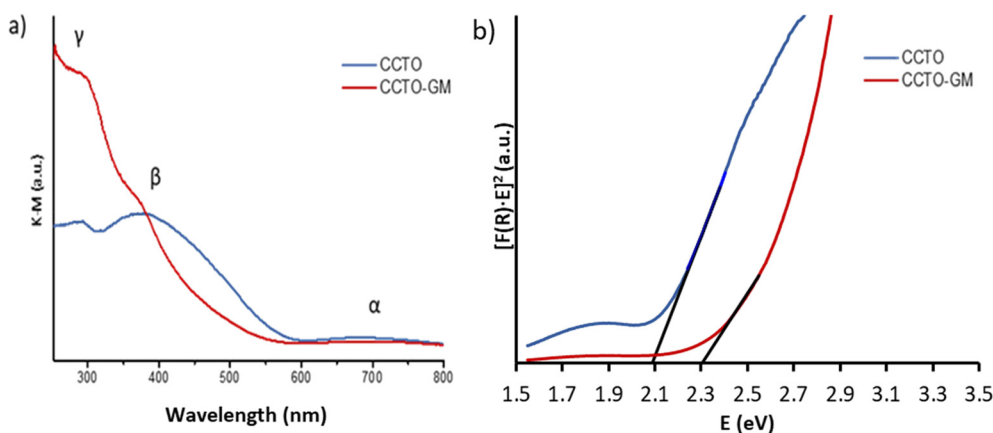 a)
γ
CCTO
CCTO-GM
β
α
K-M (a.u.)
300 400 500 600 700 800
Wavelength (nm)
b)
CCTO
CCTO-GM
[F(R)·E]² (a.u.)
1.5 1.7 1.9 2.1 2.3 2.5 2.7 2.9 3.1 3.3 3.5
E (eV)